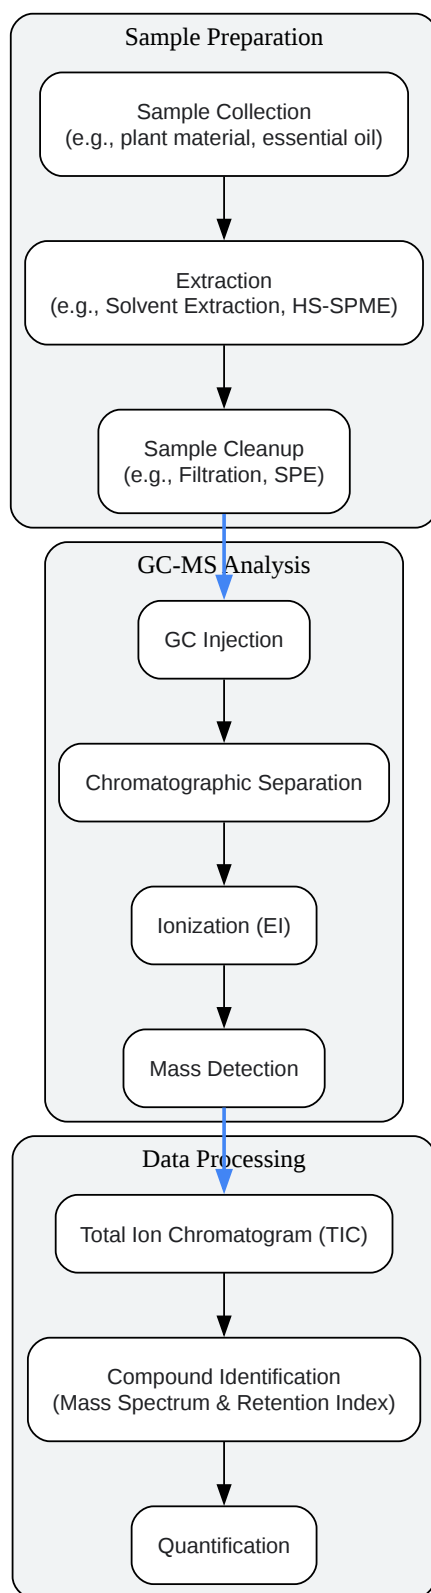 Sample Preparation
Sample Collection
(e.g., plant material, essential oil)
Extraction
(e.g., Solvent Extraction, HS-SPME)
Sample Cleanup
(e.g., Filtration, SPE)
GC-MS Analysis
GC Injection
Chromatographic Separation
Ionization (EI)
Mass Detection
Data Processing
Total Ion Chromatogram (TIC)
Compound Identification
(Mass Spectrum & Retention Index)
Quantification